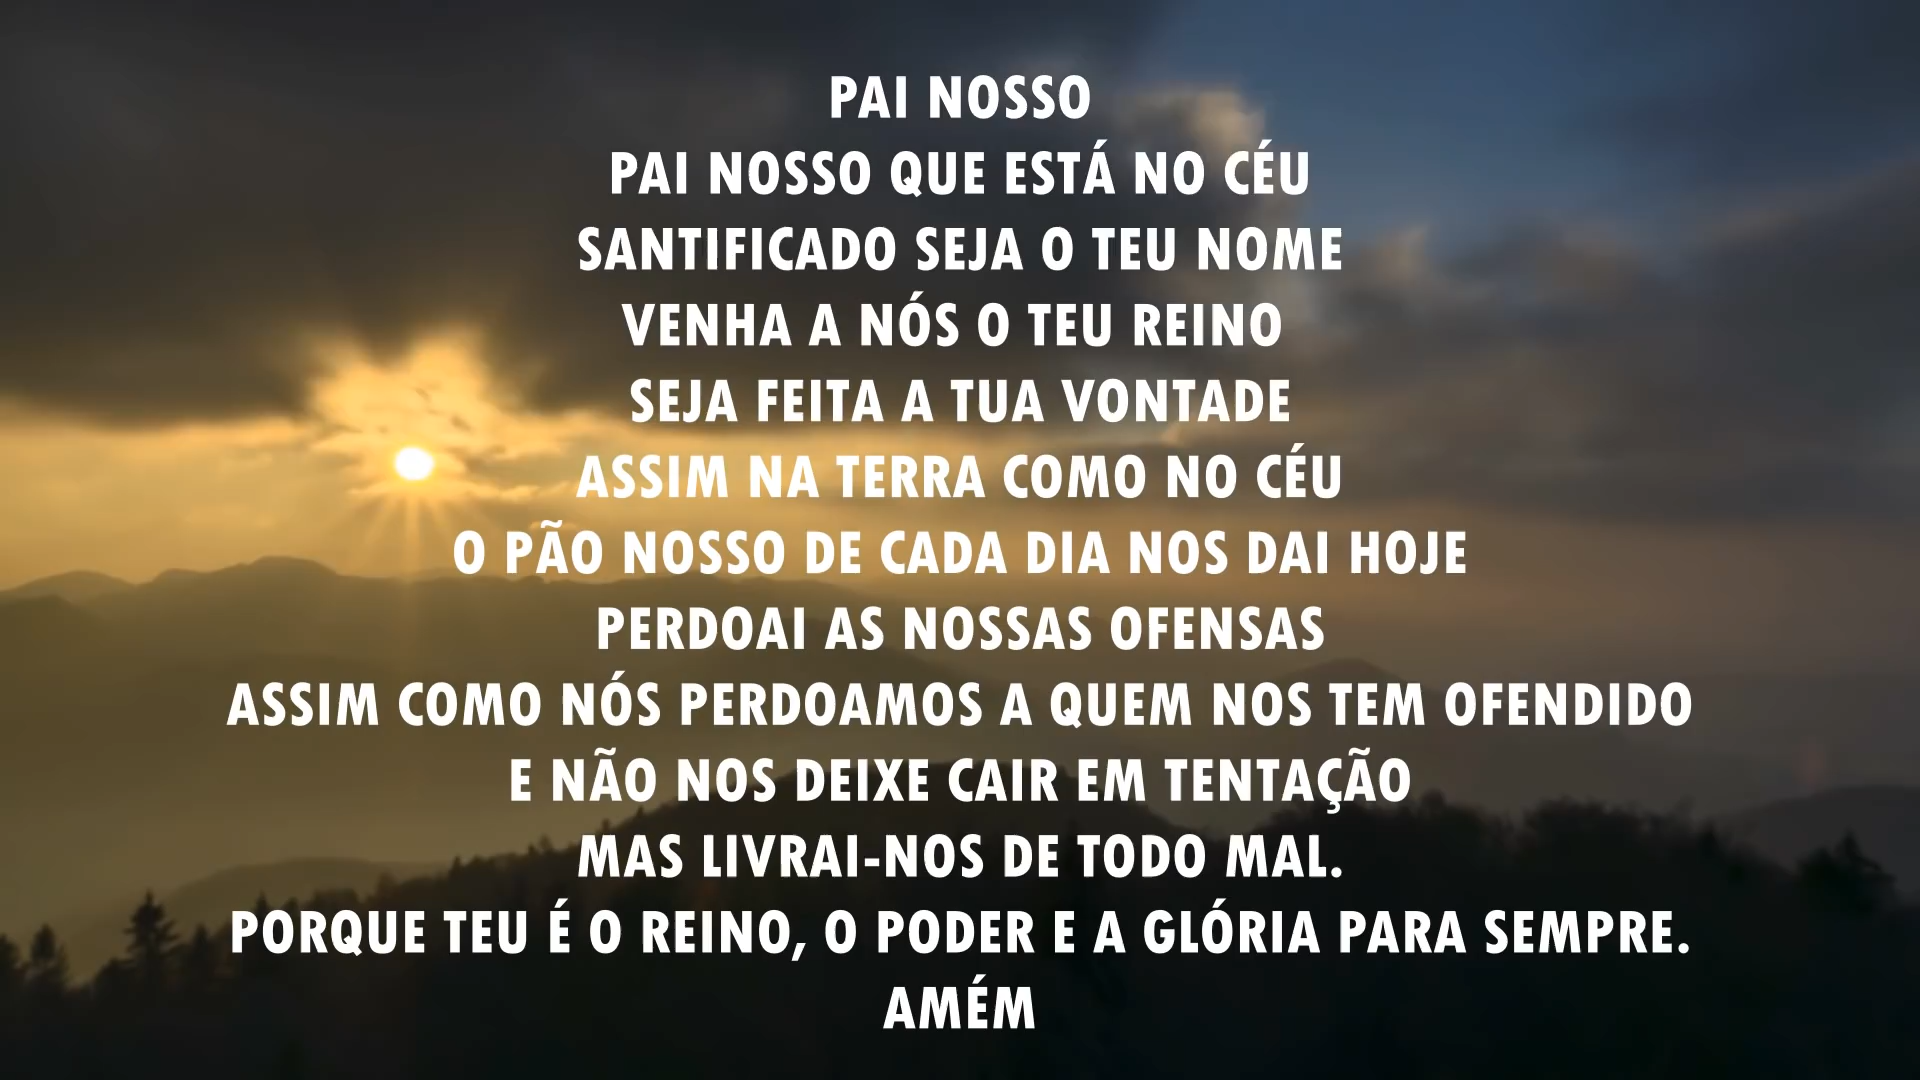 PAI NOSSO
PAI NOSSO QUE ESTÁ NO CÉU
SANTIFICADO SEJA O TEU NOME
VENHA A NÓS O TEU REINO
SEJA FEITA A TUA VONTADE
ASSIM NA TERRA COMO NO CÉU
O PÃO NOSSO DE CADA DIA NOS DAI HOJE
PERDOAI AS NOSSAS OFENSAS
ASSIM COMO NÓS PERDOAMOS A QUEM NOS TEM OFENDIDO
E NÃO NOS DEIXE CAIR EM TENTAÇÃO
MAS LIVRAI-NOS DE TODO MAL.
PORQUE TEU É O REINO, O PODER E A GLÓRIA PARA SEMPRE.
AMÉM